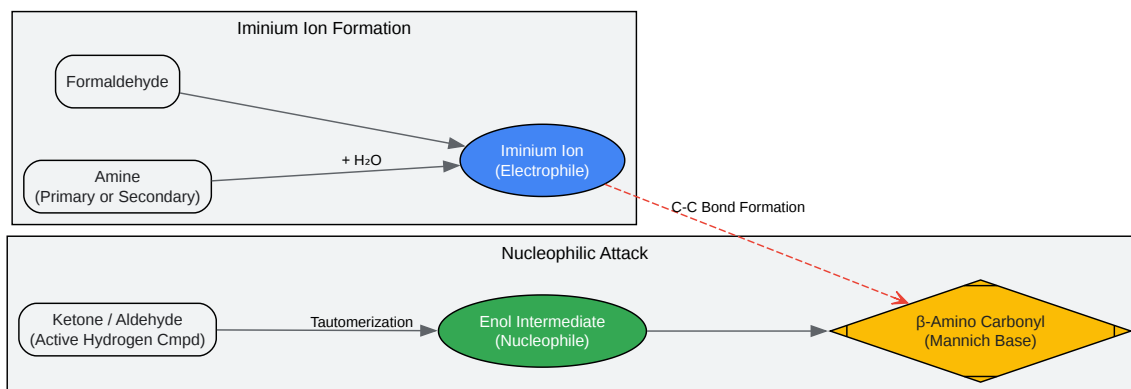 Iminium Ion Formation
Formaldehyde
Amine
(Primary or Secondary)
+ H₂O
Iminium Ion
(Electrophile)
C-C Bond Formation
Nucleophilic Attack
Ketone / Aldehyde
(Active Hydrogen Cmpd)
Tautomerization
Enol Intermediate
(Nucleophile)
β-Amino Carbonyl
(Mannich Base)